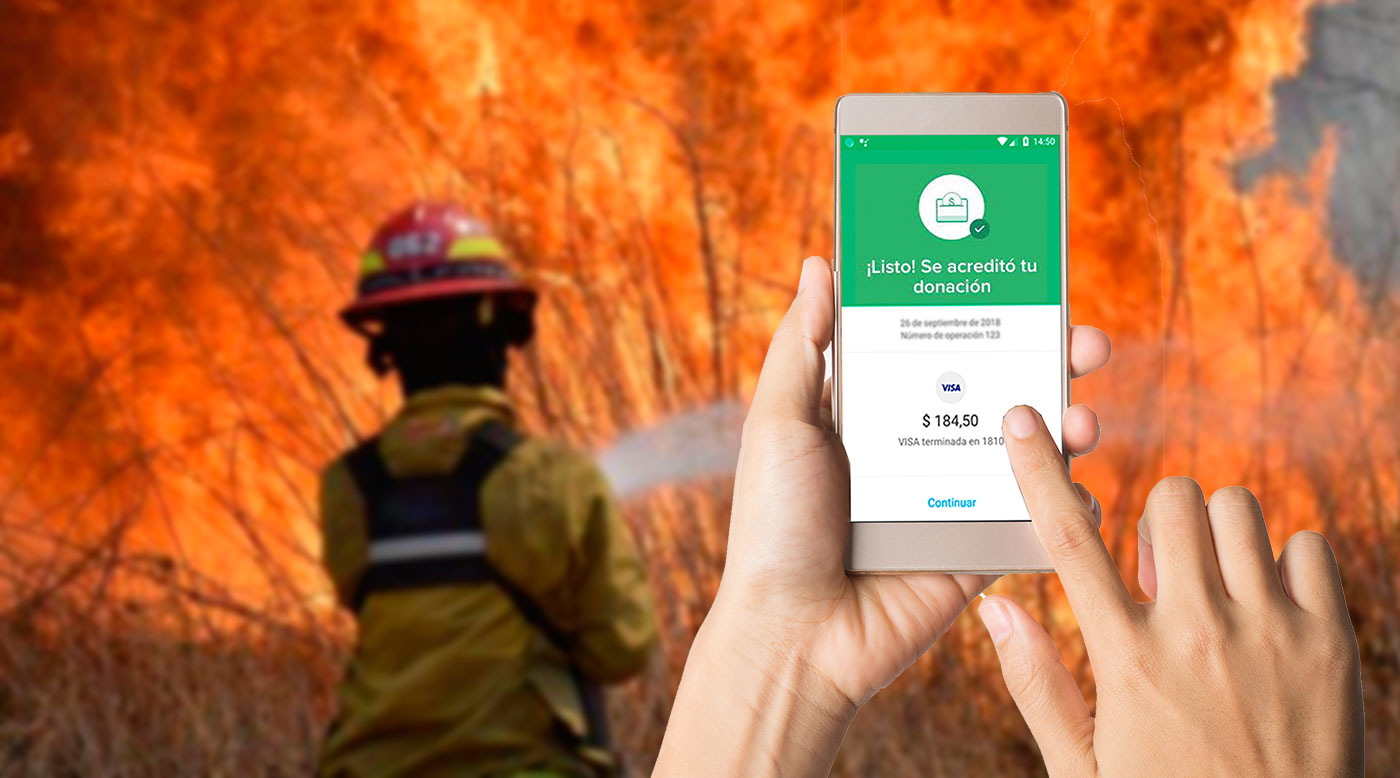 062
14:50
$
¡Listo! Se acreditó tu
donación
26 de septiembre de 2018
Número de operación 123
VISA
$ 184,50
VISA terminada en 1810
Continuar